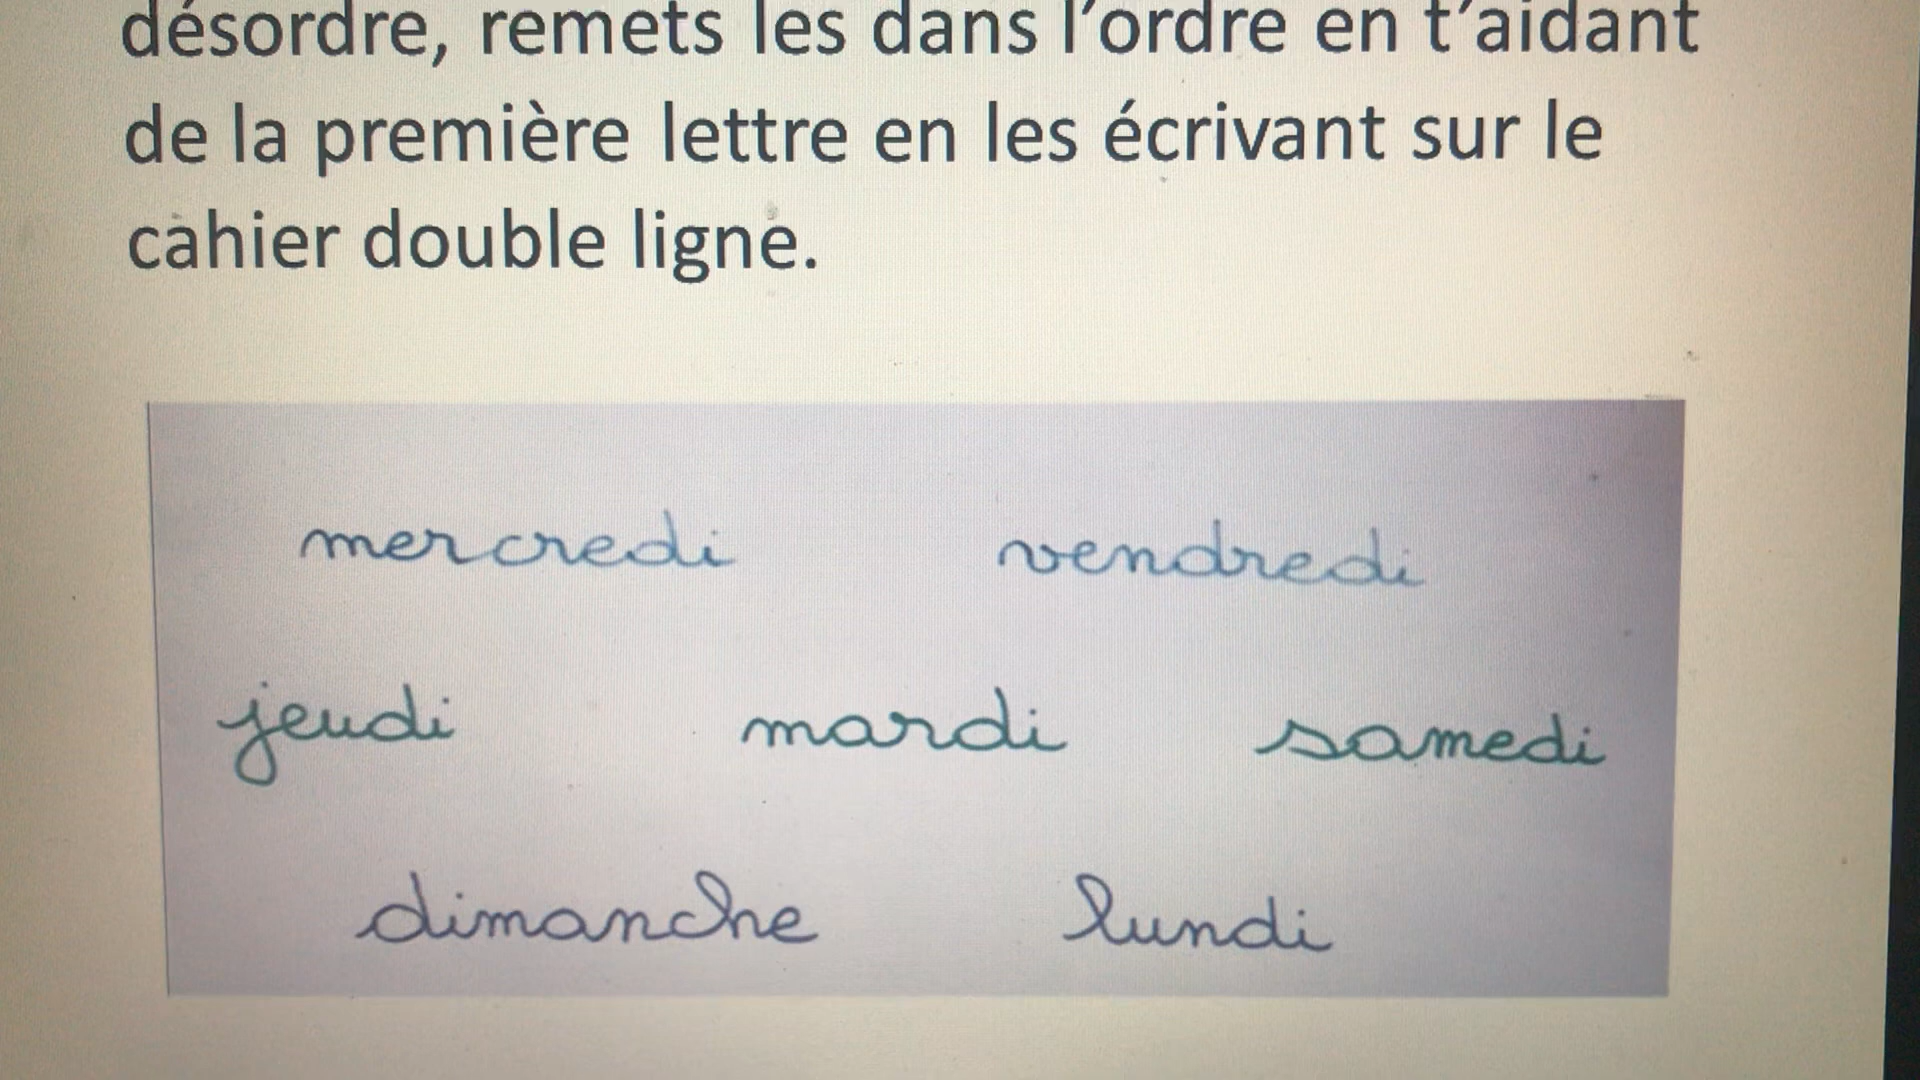 désordre, remets les dans l'ordre en t'aidant
de la première lettre en les écrivant sur le
cahier double ligne.
mercredi vendredi
jeudi mardi samedi
dimanche lundi